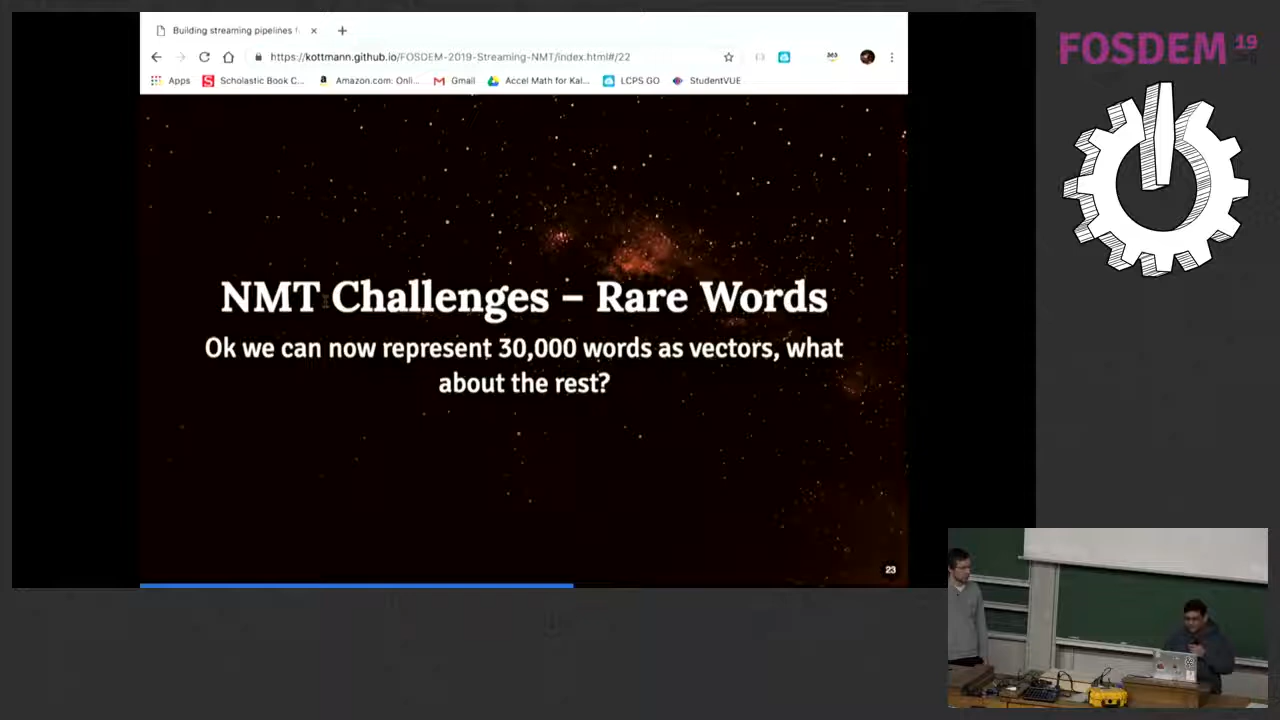 Building streaming pipelines f
https://kottmann.github.io/FOSDEM-2019-Streaming-NMT/index.html#/22
Apps
Scholastic Book C...
Amazon.com: Onli...
Gmail
Accel Math for Kal...
LCPS GO
StudentVUE
FOSDEM 19
NMT Challenges – Rare Words
Ok we can now represent 30,000 words as vectors, what
about the rest?
23